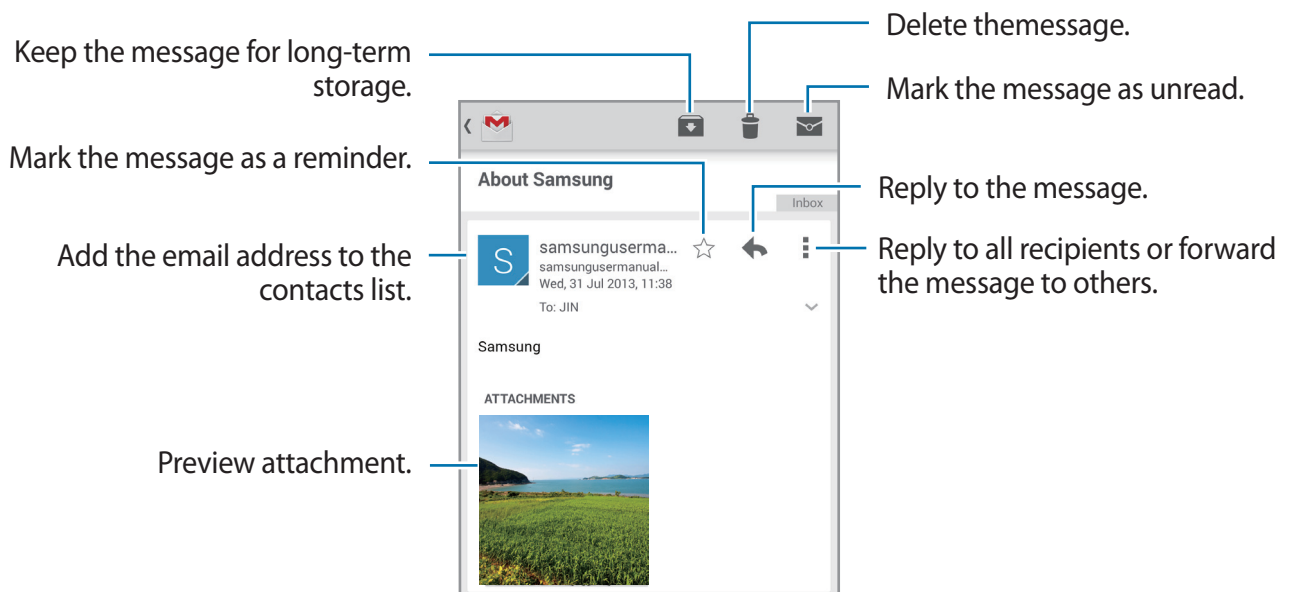 Delete themessage.
Keep the message for long-term
storage.
Mark the message as unread.
Mark the message as a reminder.
About Samsung
Reply to the message.
Inbox
Add the email address to the
contacts list.
S
samsunguserma...
samsungusermanual...
Wed, 31 Jul 2013, 11:38
To: JIN
Reply to all recipients or forward
the message to others.
Samsung
ATTACHMENTS
Preview attachment.